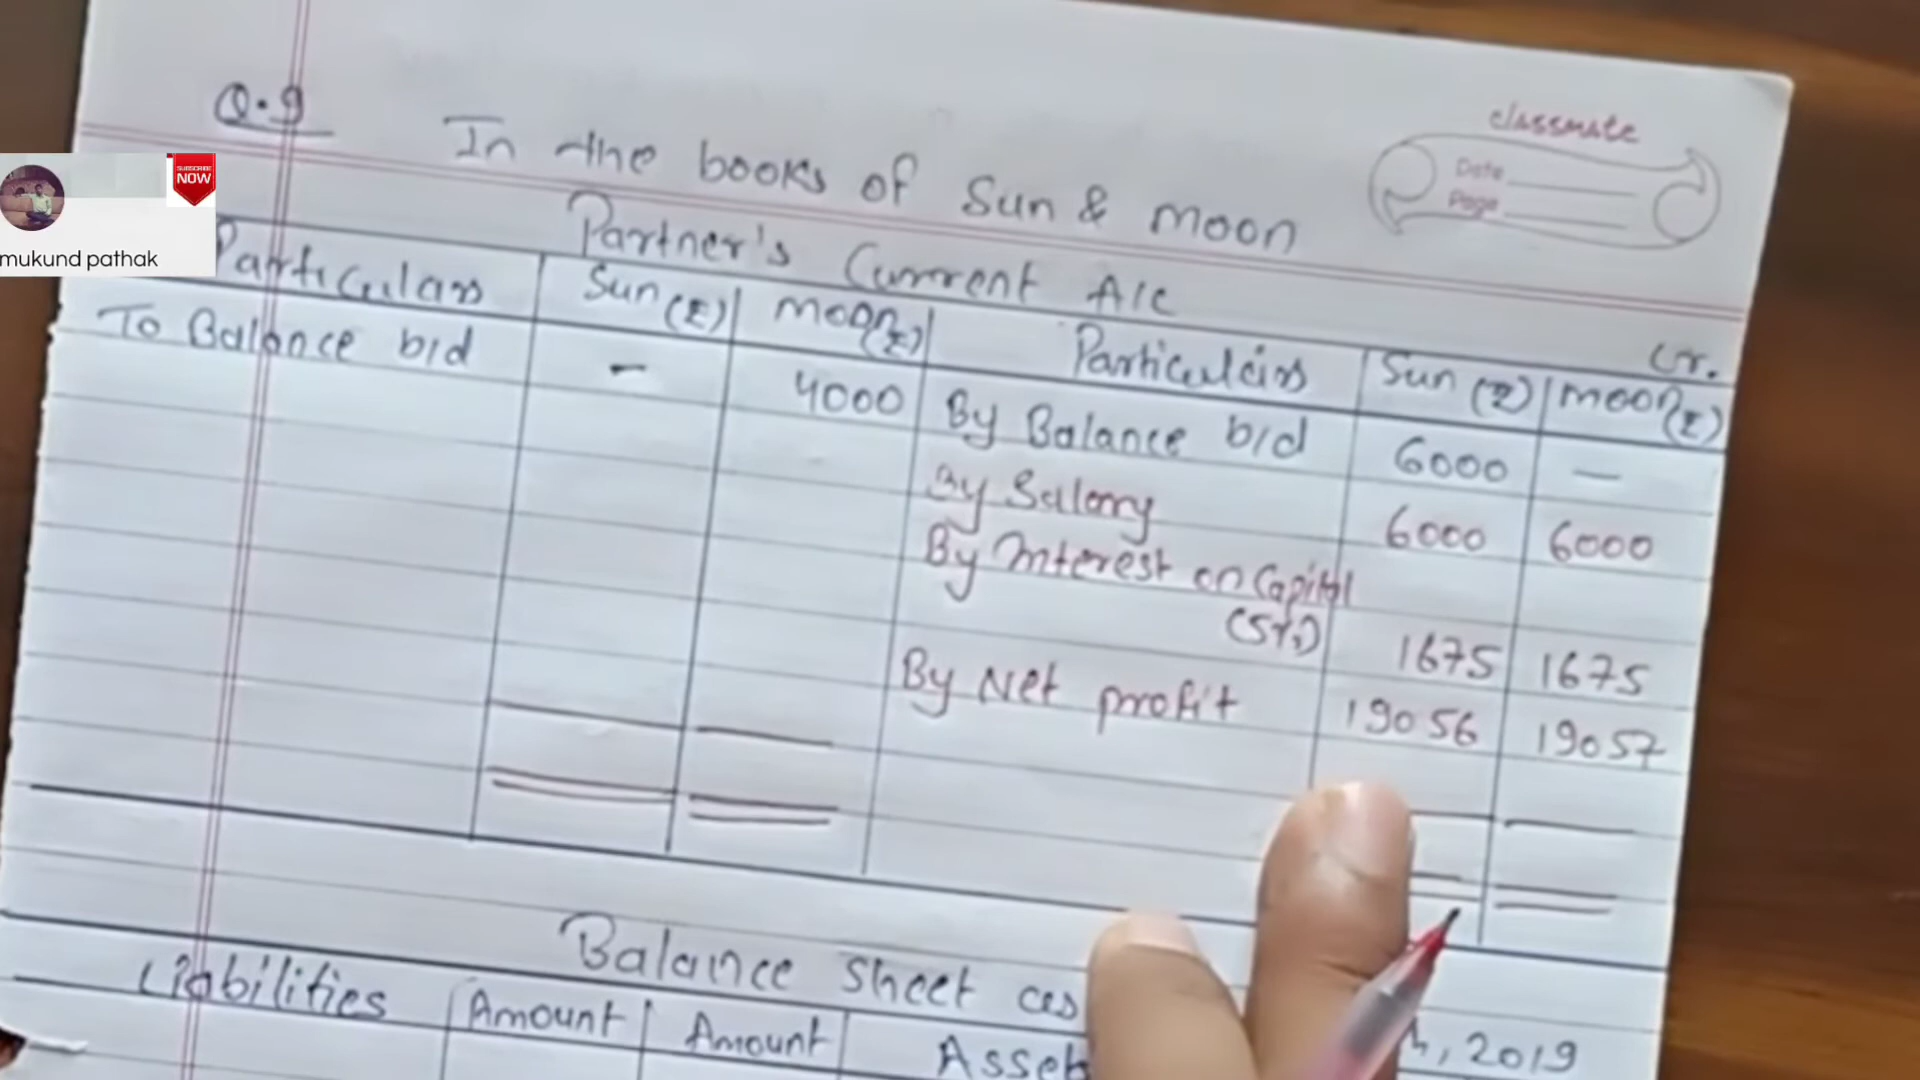 Q.9
classmate
Date
Page
In the books of Sun & moon
Partner's Current A/c
Cr.
Particulars Sun (₹) moon (₹) Particulars Sun (₹) moon (₹)
To Balance b/d - 4000 By Balance b/d 6000 —
By Salary 6000 6000
By Interest on Capital
(5%) 1675 1675
By Net profit 19056 19057
Balance Sheet as
, 2019
Liabilities Amount Amount
SUBSCRIBE
NOW
mukund pathak